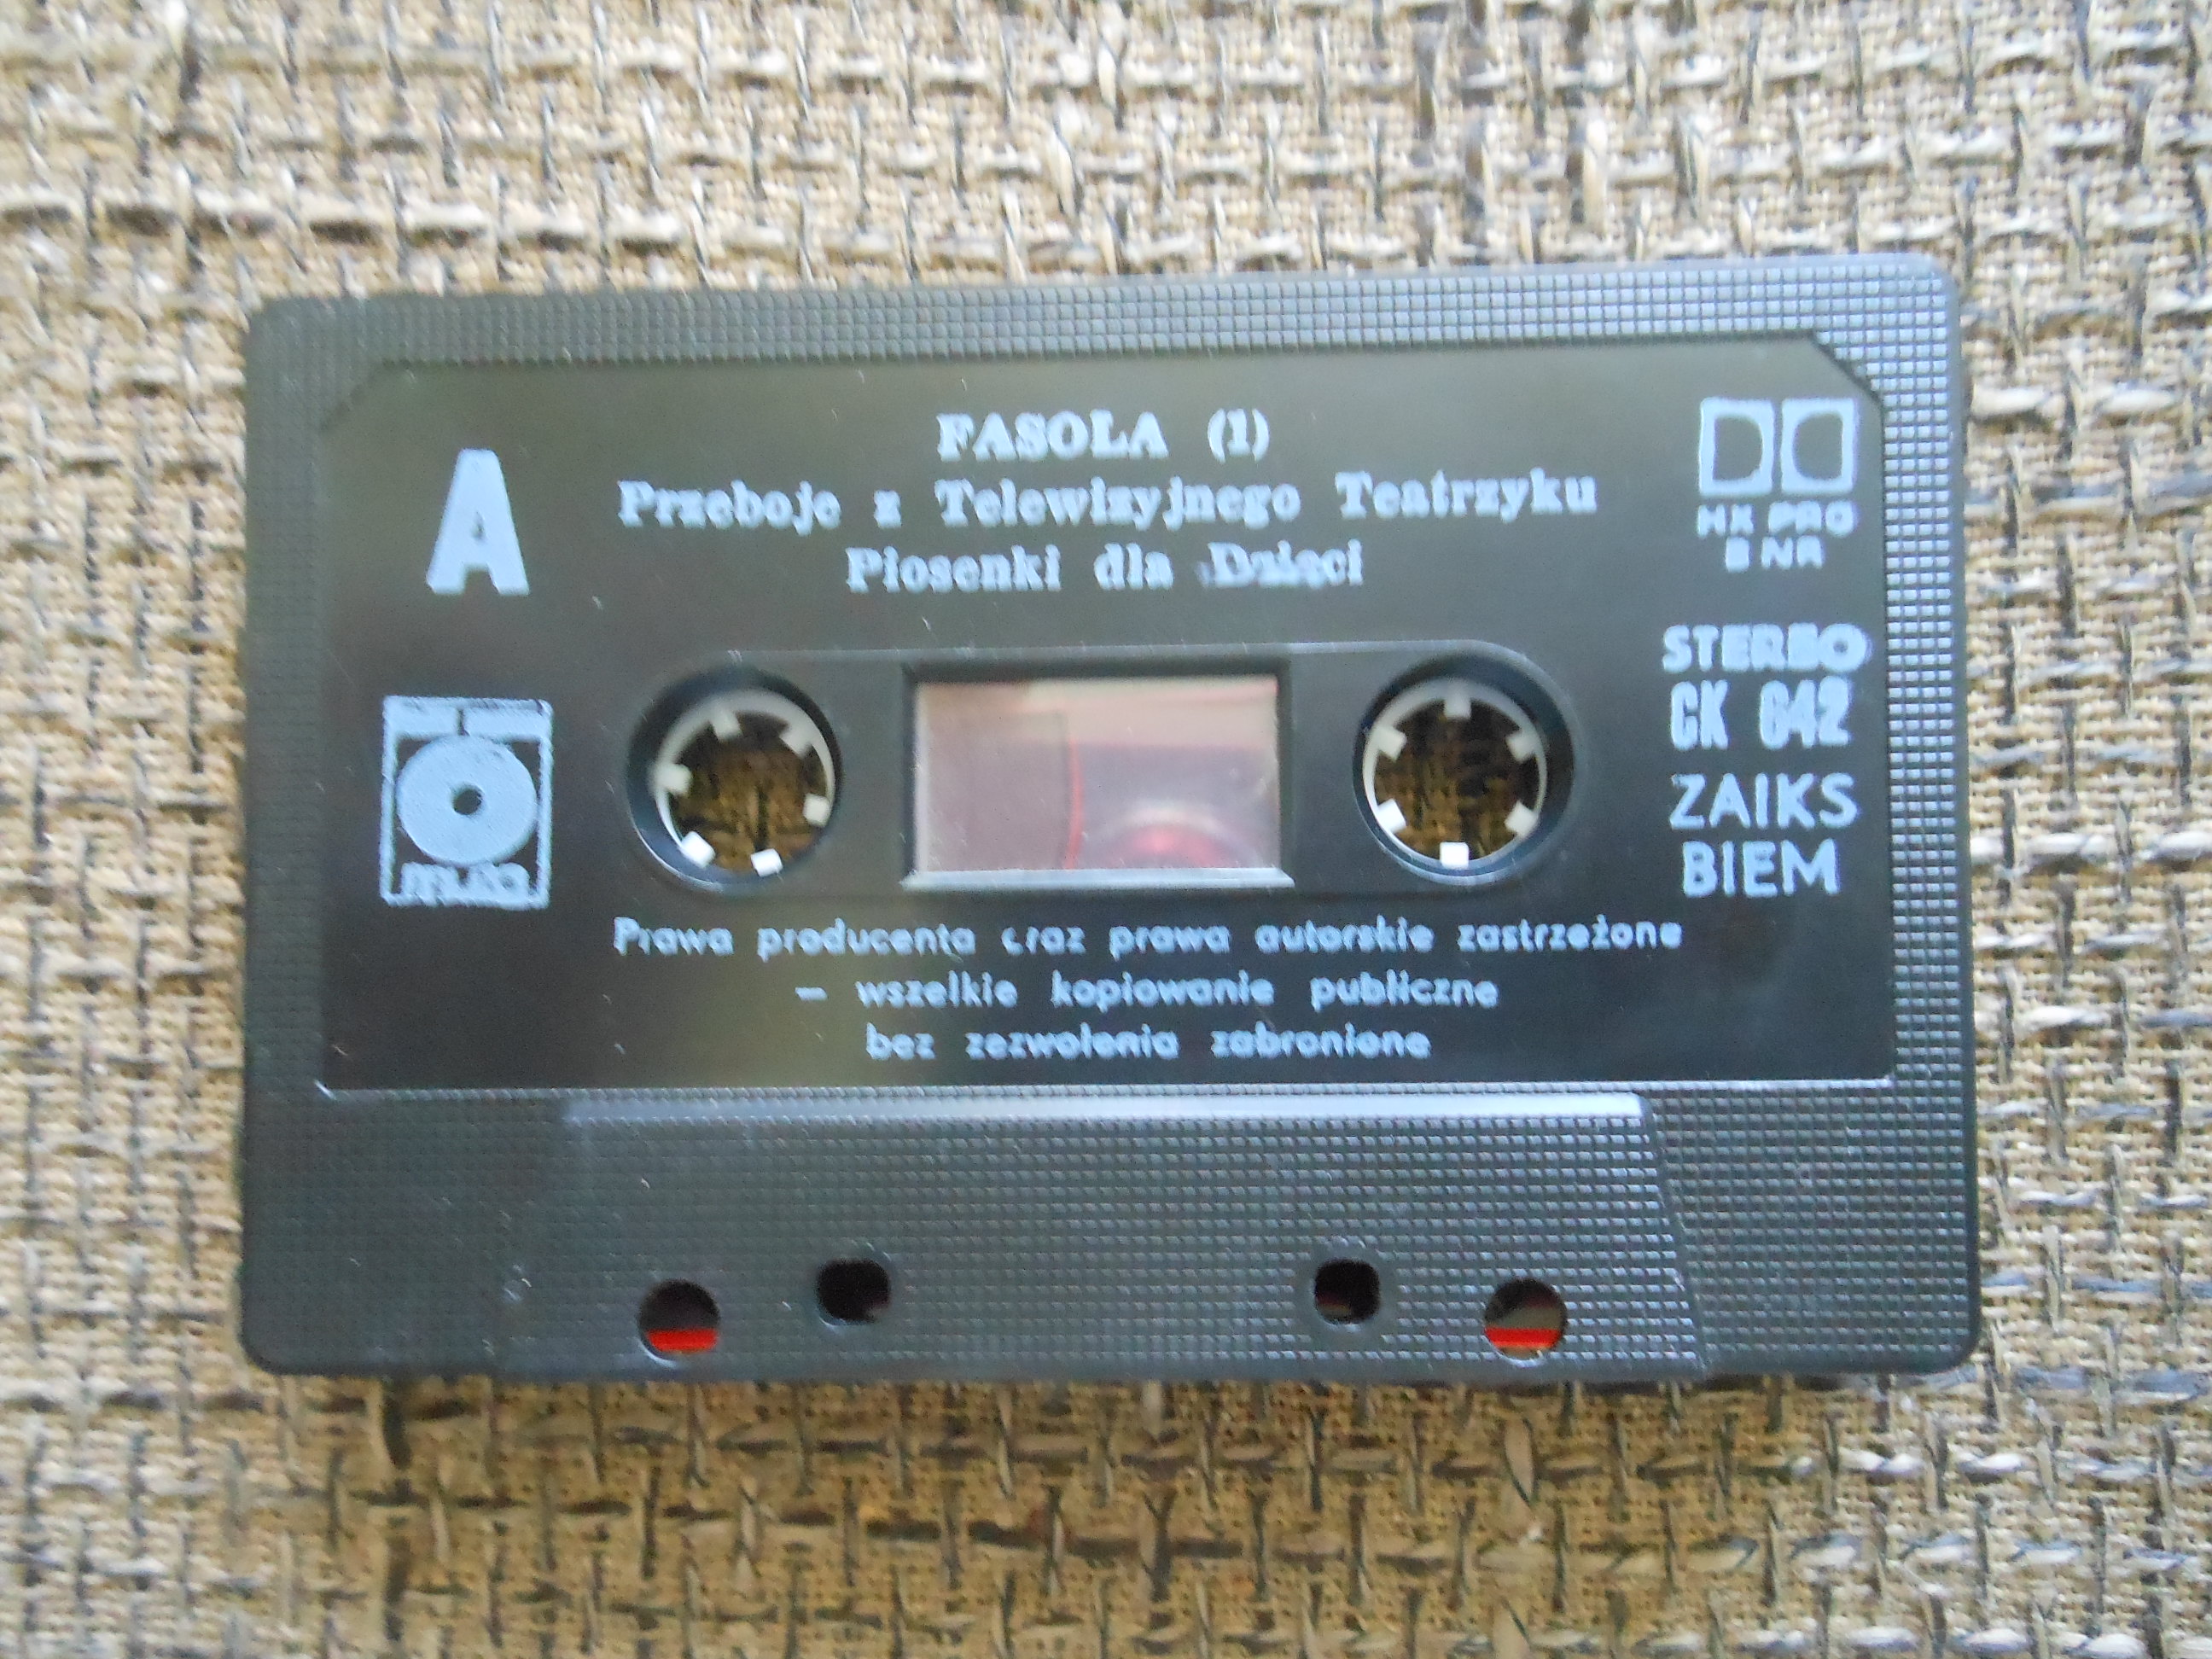 A
FASOLA (1)
Przeboje z Telewizyjnego Teatrzyku
Piosenki dla Dzieci
HX PRO
B NR
STEREO
CK 642
ZAIKS
BIEM
muza
Prawa producenta oraz prawa autorskie zastrzeżone
– wszelkie kopiowanie publiczne
bez zezwolenia zabronione